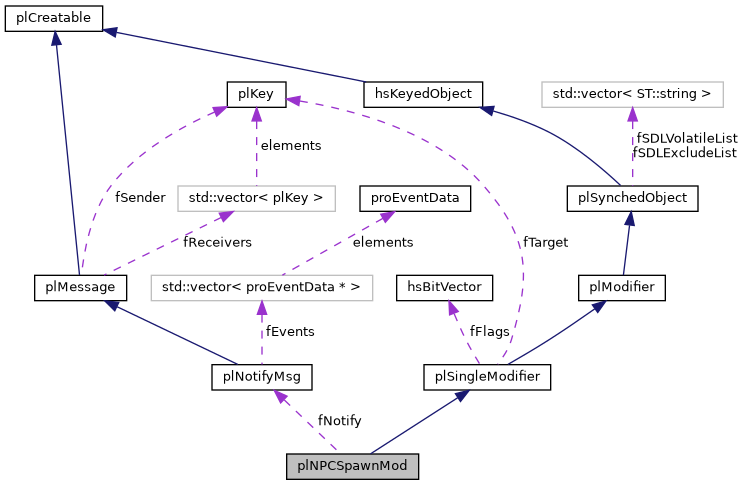 plCreatable
plKey
hsKeyedObject
std::vector< ST::string >
fSDLVolatileList
fSDLExcludeList
elements
fSender
std::vector< plKey >
proEventData
plSynchedObject
fReceivers
elements
fTarget
plMessage
std::vector< proEventData * >
hsBitVector
plModifier
fEvents
fFlags
plNotifyMsg
plSingleModifier
fNotify
plNPCSpawnMod